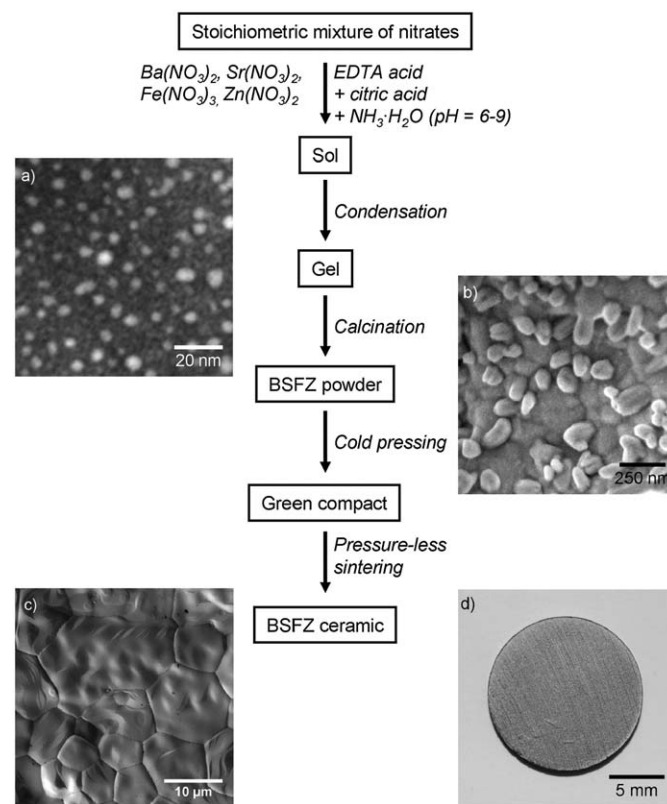 Stoichiometric mixture of nitrates
Ba(NO₃)₂, Sr(NO₃)₂,
Fe(NO₃)₃, Zn(NO₃)₂
EDTA acid
+ citric acid
+ NH₃·H₂O (pH = 6-9)
Sol
a)
Condensation
Gel
20 nm
b)
Calcination
BSFZ powder
Cold pressing
250 nm
Green compact
Pressure-less
sintering
c)
d)
BSFZ ceramic
10 µm
5 mm